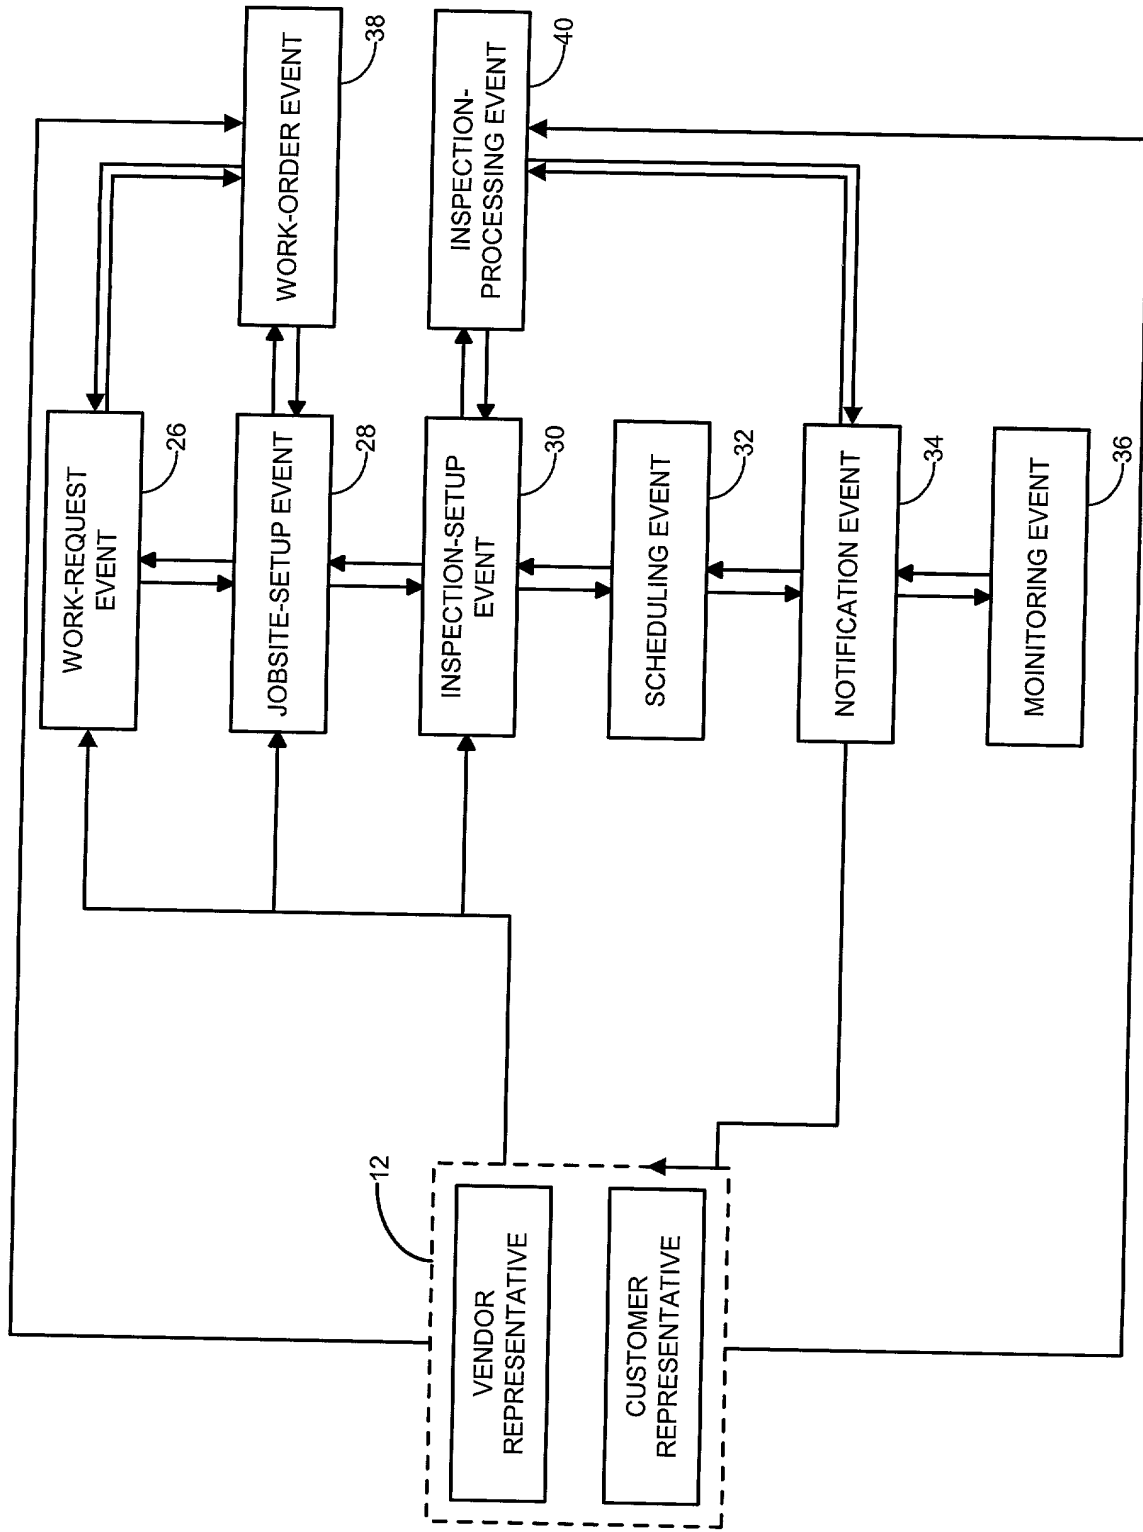 WORK-REQUEST
EVENT
26
JOBSITE-SETUP EVENT
28
INSPECTION-SETUP
EVENT
30
SCHEDULING EVENT
32
NOTIFICATION EVENT
34
MOINITORING EVENT
36
WORK-ORDER EVENT
38
INSPECTION-
PROCESSING EVENT
40
12
VENDOR
REPRESENTATIVE
CUSTOMER
REPRESENTATIVE